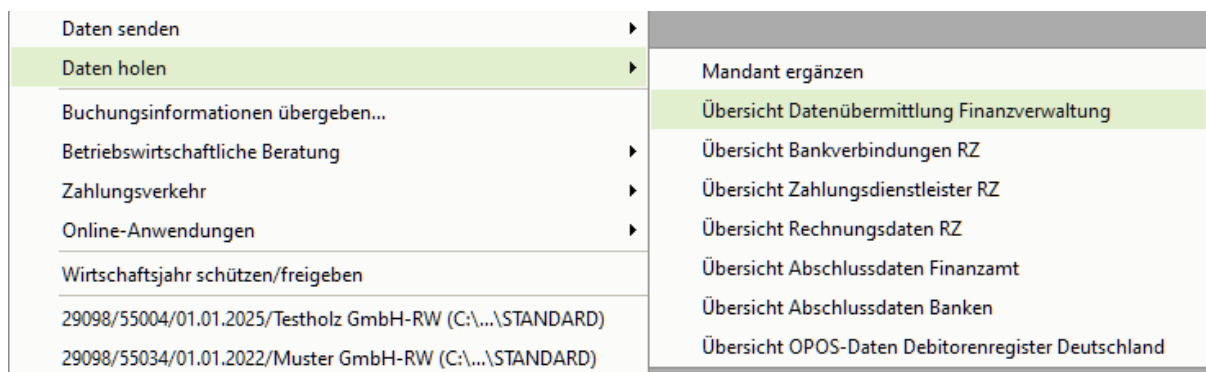 Daten senden
Daten holen
Buchungsinformationen übergeben...
Betriebswirtschaftliche Beratung
Zahlungsverkehr
Online-Anwendungen
Wirtschaftsjahr schützen/freigeben
29098/55004/01.01.2025/Testholz GmbH-RW (C:\...\STANDARD)
29098/55034/01.01.2022/Muster GmbH-RW (C:\...\STANDARD)
Mandant ergänzen
Übersicht Datenübermittlung Finanzverwaltung
Übersicht Bankverbindungen RZ
Übersicht Zahlungsdienstleister RZ
Übersicht Rechnungsdaten RZ
Übersicht Abschlussdaten Finanzamt
Übersicht Abschlussdaten Banken
Übersicht OPOS-Daten Debitorenregister Deutschland